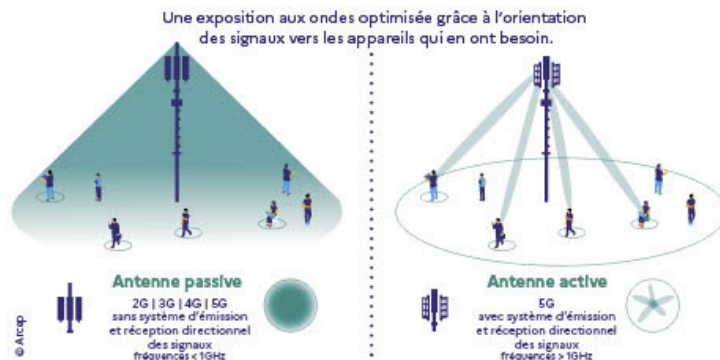 Une exposition aux ondes optimisée grâce à l'orientation
des signaux vers les appareils qui en ont besoin.
Antenne passive
2G | 3G | 4G | 5G
sans système d'émission
et réception directionnel
des signaux
fréquences < 1GHz
Antenne active
5G
avec système d'émission
et réception directionnel
des signaux
fréquences > 1GHz
© Arcep